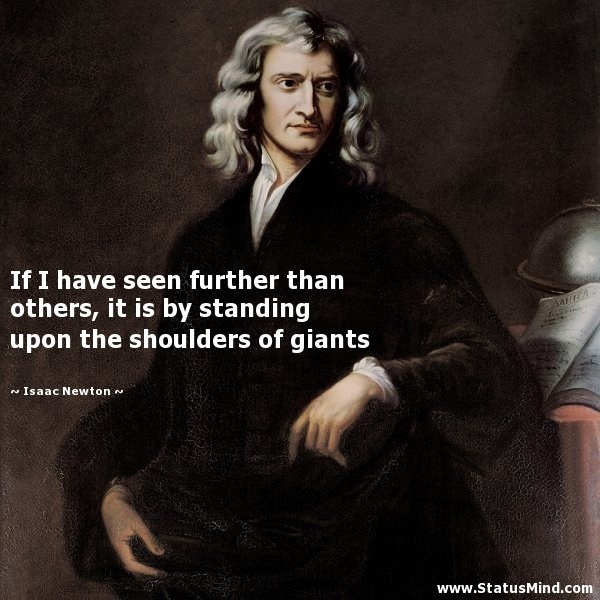 If I have seen further than
others, it is by standing
upon the shoulders of giants
~ Isaac Newton ~
www.StatusMind.com